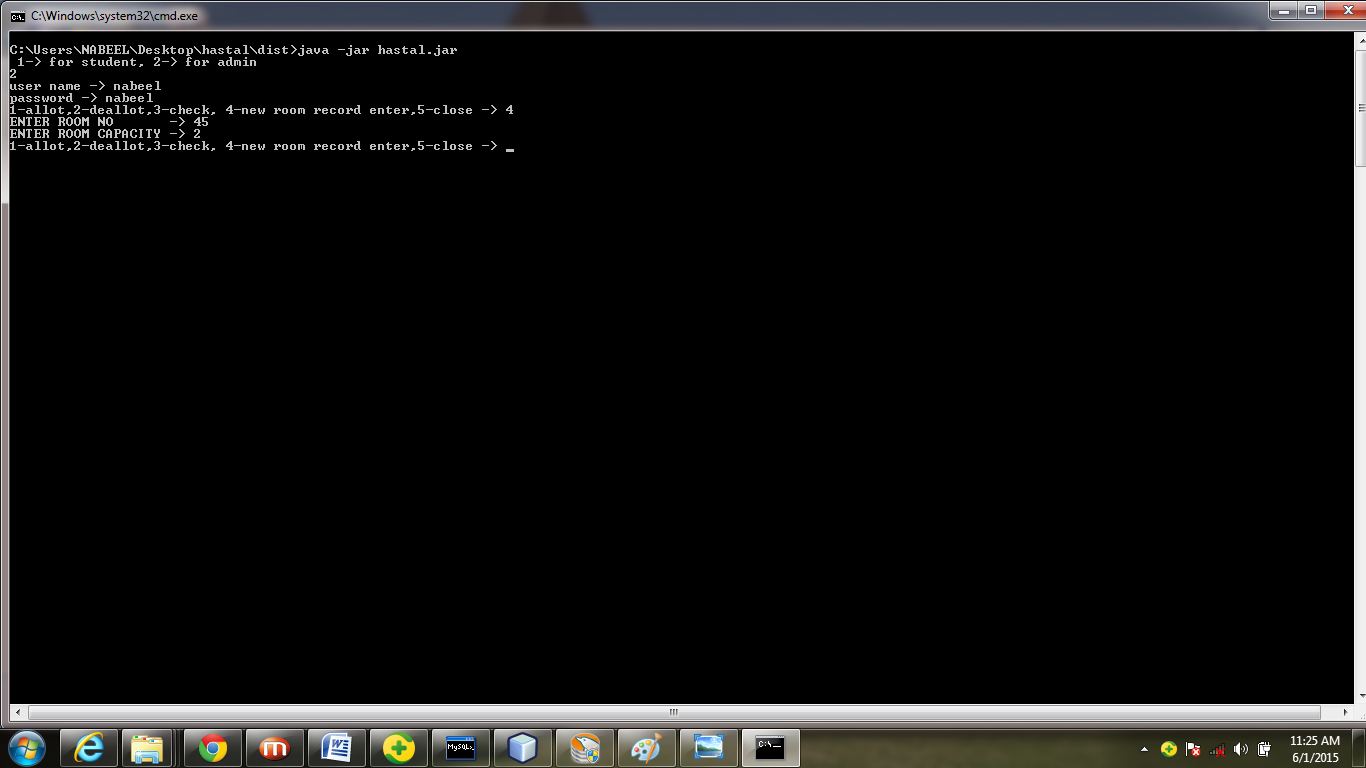 C:\Windows\system32\cmd.exe
C:\Users\NABEEL\Desktop\hastal\dist>java -jar hastal.jar
 1-> for student, 2-> for admin
2
user name -> nabeel
password -> nabeel
1-allot,2-deallot,3-check, 4-new room record enter,5-close -> 4
ENTER ROOM NO       -> 45
ENTER ROOM CAPACITY -> 2
1-allot,2-deallot,3-check, 4-new room record enter,5-close -> _
11:25 AM
6/1/2015